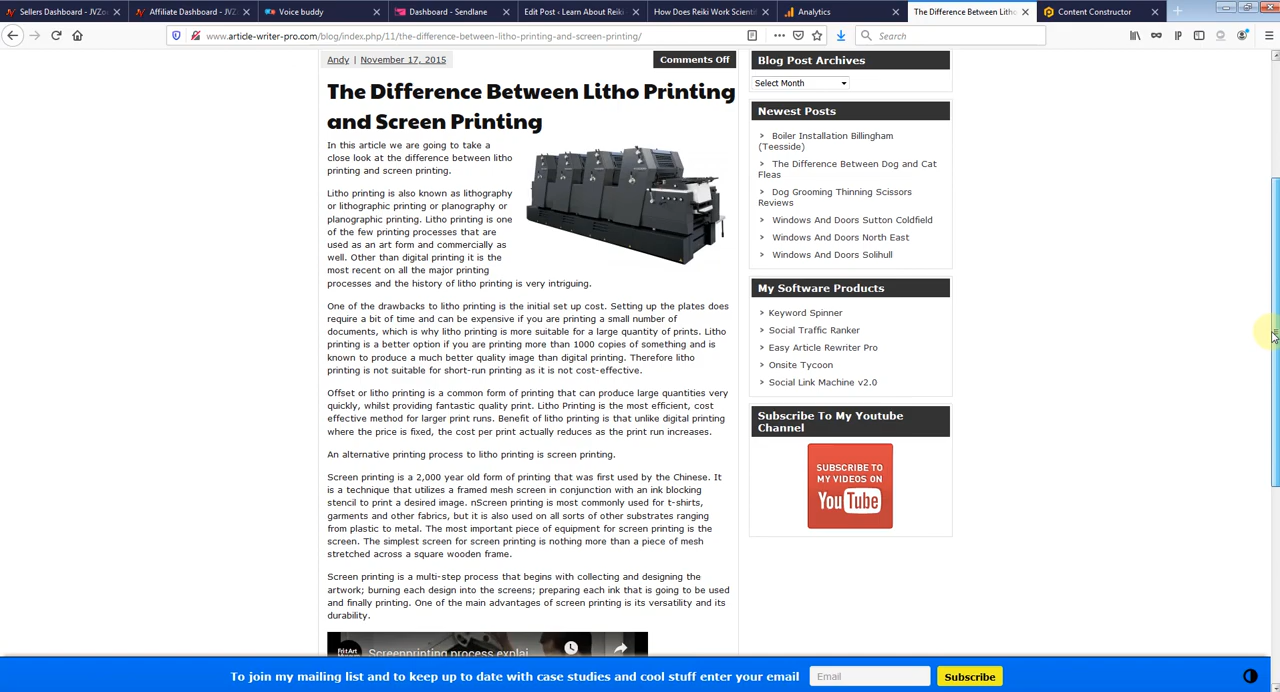 Sellers Dashboard - JVZoo
Affiliate Dashboard - JVZo
Voice buddy
Dashboard - Sendlane
Edit Post ‹ Learn About Reiki
How Does Reiki Work Scientifi
Analytics
The Difference Between Litho
Content Constructor
www.article-writer-pro.com/blog/index.php/11/the-difference-between-litho-printing-and-screen-printing/
Search
Andy | November 17, 2015
Comments Off
The Difference Between Litho Printing
and Screen Printing
In this article we are going to take a
close look at the difference between litho
printing and screen printing.
Litho printing is also known as lithography
or lithographic printing or planography or
planographic printing. Litho printing is one
of the few printing processes that are
used as an art form and commercially as
well. Other than digital printing it is the
most recent on all the major printing
processes and the history of litho printing is very intriguing.
One of the drawbacks to litho printing is the initial set up cost. Setting up the plates does
require a bit of time and can be expensive if you are printing a small number of
documents, which is why litho printing is more suitable for a large quantity of prints. Litho
printing is a better option if you are printing more than 1000 copies of something and is
known to produce a much better quality image than digital printing. Therefore litho
printing is not suitable for short-run printing as it is not cost-effective.
Offset or litho printing is a common form of printing that can produce large quantities very
quickly, whilst providing fantastic quality print. Litho Printing is the most efficient, cost
effective method for larger print runs. Benefit of litho printing is that unlike digital printing
where the price is fixed, the cost per print actually reduces as the print run increases.
An alternative printing process to litho printing is screen printing.
Screen printing is a 2,000 year old form of printing that was first used by the Chinese. It
is a technique that utilizes a framed mesh screen in conjunction with an ink blocking
stencil to print a desired image. nScreen printing is most commonly used for t-shirts,
garments and other fabrics, but it is also used on all sorts of other substrates ranging
from plastic to metal. The most important piece of equipment for screen printing is the
screen. The simplest screen for screen printing is nothing more than a piece of mesh
stretched across a square wooden frame.
Screen printing is a multi-step process that begins with collecting and designing the
artwork; burning each design into the screens; preparing each ink that is going to be used
and finally printing. One of the main advantages of screen printing is its versatility and its
durability.
Screenprinting process explai
Blog Post Archives
Select Month
Newest Posts
Boiler Installation Billingham
(Teesside)
The Difference Between Dog and Cat
Fleas
Dog Grooming Thinning Scissors
Reviews
Windows And Doors Sutton Coldfield
Windows And Doors North East
Windows And Doors Solihull
My Software Products
Keyword Spinner
Social Traffic Ranker
Easy Article Rewriter Pro
Onsite Tycoon
Social Link Machine v2.0
Subscribe To My Youtube
Channel
SUBSCRIBE TO
MY VIDEOS ON
YouTube
To join my mailing list and to keep up to date with case studies and cool stuff enter your email
Email
Subscribe